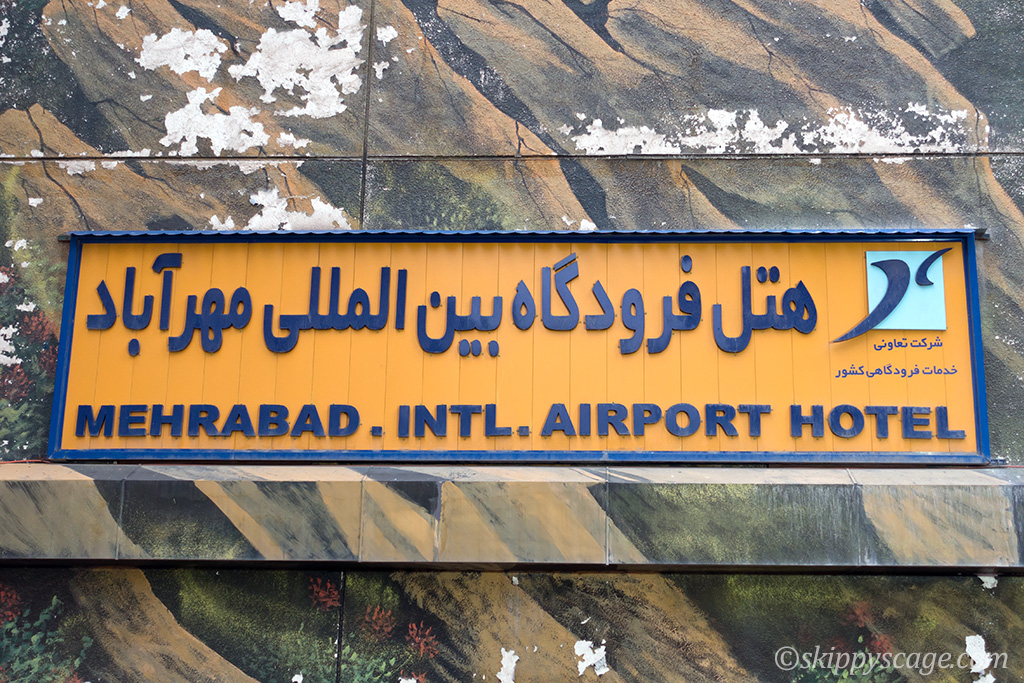 هتل فرودگاه بین المللی مهرآباد
شرکت تعاونی
خدمات فرودگاهی کشور
MEHRABAD . INTL. AIRPORT HOTEL
©skippyscage.com